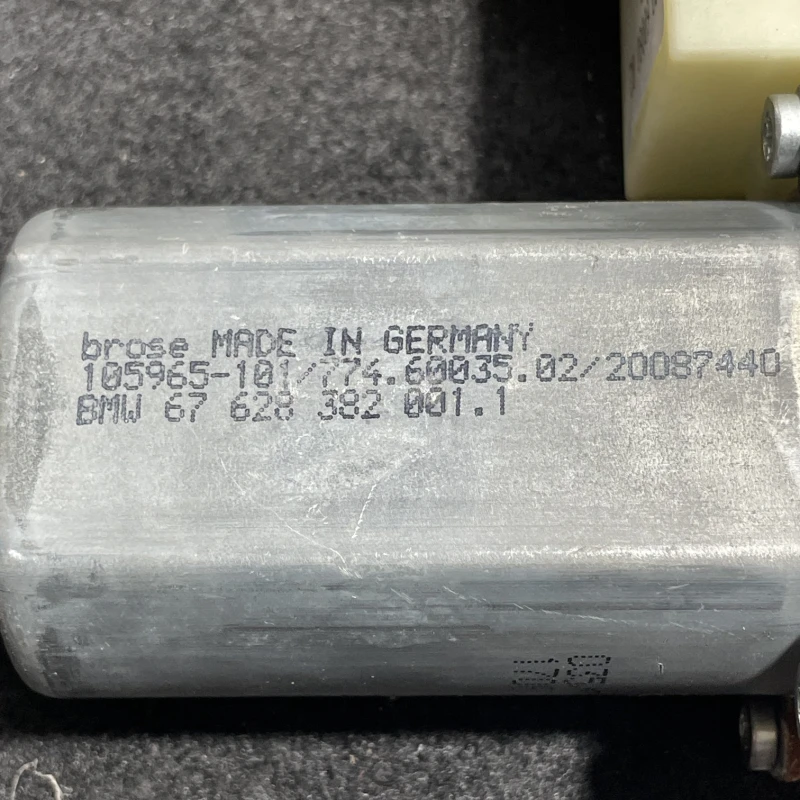 brose MADE IN GERMANY
105965-101/774.60035.02/20087440
BMW 67 628 382 001.1